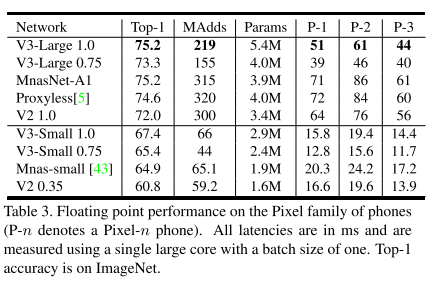 Network Top-1 MAdds Params P-1 P-2 P-3
V3-Large 1.0 75.2 219 5.4M 51 61 44
V3-Large 0.75 73.3 155 4.0M 39 46 40
MnasNet-A1 75.2 315 3.9M 71 86 61
Proxyless[5] 74.6 320 4.0M 72 84 60
V2 1.0 72.0 300 3.4M 64 76 56
V3-Small 1.0 67.4 66 2.9M 15.8 19.4 14.4
V3-Small 0.75 65.4 44 2.4M 12.8 15.6 11.7
Mnas-small [43] 64.9 65.1 1.9M 20.3 24.2 17.2
V2 0.35 60.8 59.2 1.6M 16.6 19.6 13.9
Table 3. Floating point performance on the Pixel family of phones
(P-n denotes a Pixel-n phone). All latencies are in ms and are
measured using a single large core with a batch size of one. Top-1
accuracy is on ImageNet.